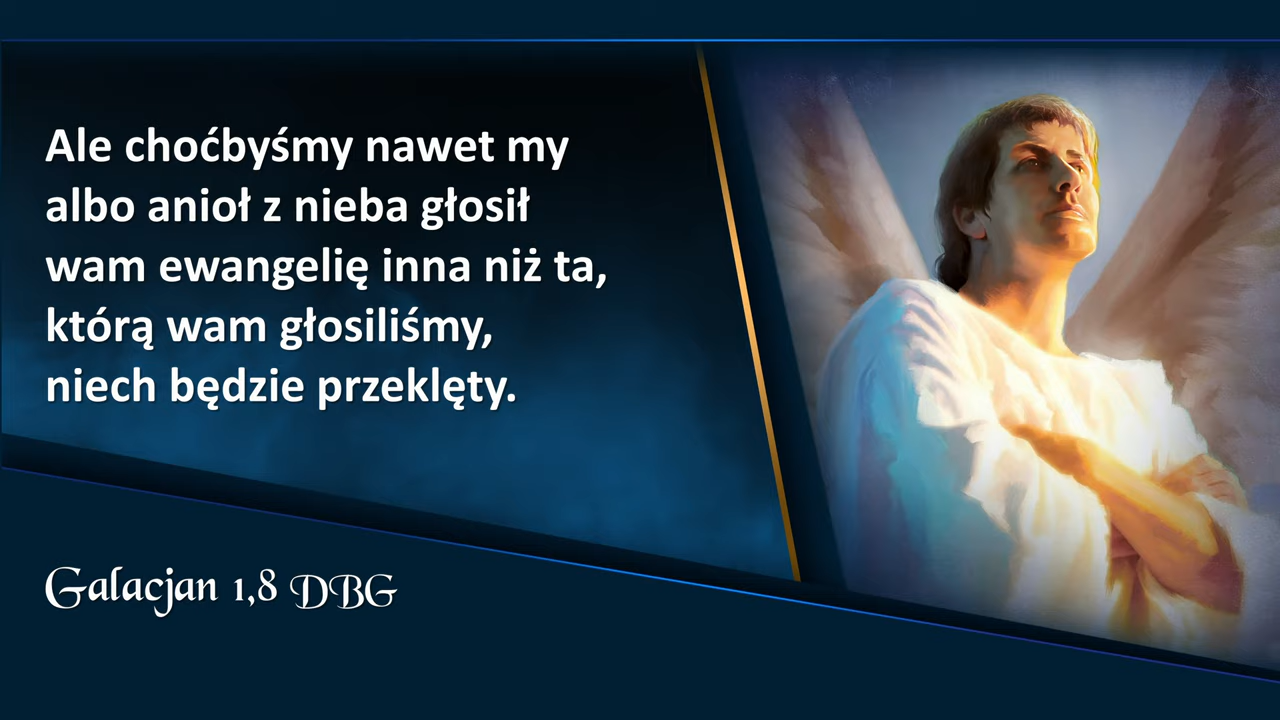 Ale choćbyśmy nawet my
albo anioł z nieba głosił
wam ewangelię inna niż ta,
którą wam głosiliśmy,
niech będzie przeklęty.
Galacjan 1,8 DBG